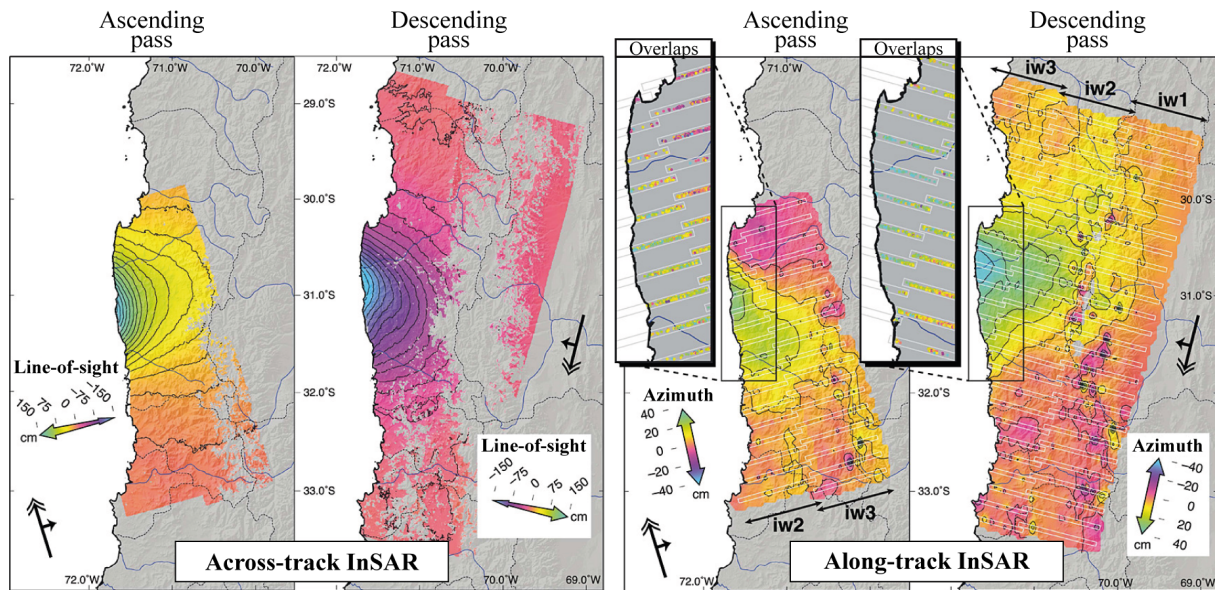 Ascending
pass
Descending
pass
Ascending
pass
Descending
pass
72.0˚W
71.0˚W
70.0˚W
72.0˚W
71.0˚W
70.0˚W
69.0˚W
Overlaps
71.0˚W
Overlaps
iw3
iw2
iw1
29.0˚S
30.0˚S
30.0˚S
31.0˚S
31.0˚S
32.0˚S
32.0˚S
33.0˚S
33.0˚S
Line-of-sight
150
75
0
−75
−150
cm
Line-of-sight
−150
−75
0
75
150
cm
Azimuth
40
20
0
−20
−40
cm
Azimuth
−40
−20
0
20
cm 40
iw2
iw3
72.0˚W
70.0˚W
69.0˚W
72.0˚W
70.0˚W
69.0˚W
Across-track InSAR
Along-track InSAR